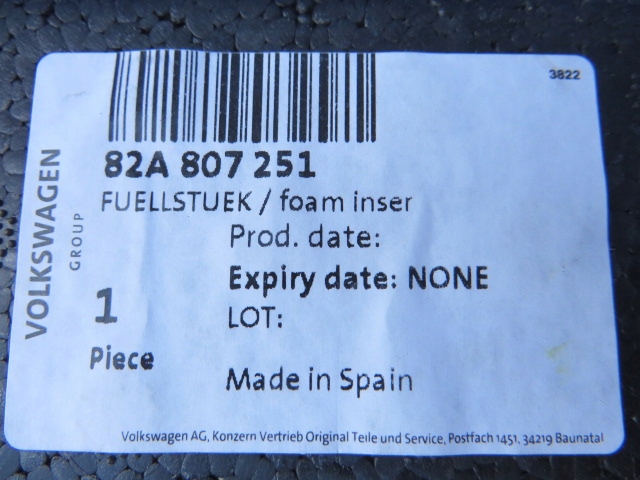 3822
82A 807 251
FUELLSTUEK / foam inser
Prod. date:
Expiry date: NONE
LOT:
1
Piece
Made in Spain
VOLKSWAGEN
GROUP
Volkswagen AG, Konzern Vertrieb Original Teile und Service, Postfach 1451, 34219 Baunatal